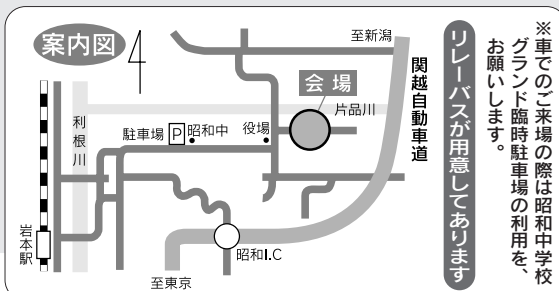 ※車でのご来場の際は昭和中学校
グランド臨時駐車場の利用を、
お願いします。
リレーバスが用意してあります
案内図
至新潟
関越自動車道
会場
片品川
利根川
駐車場
P
昭和中
役場
岩本駅
昭和I.C
至東京